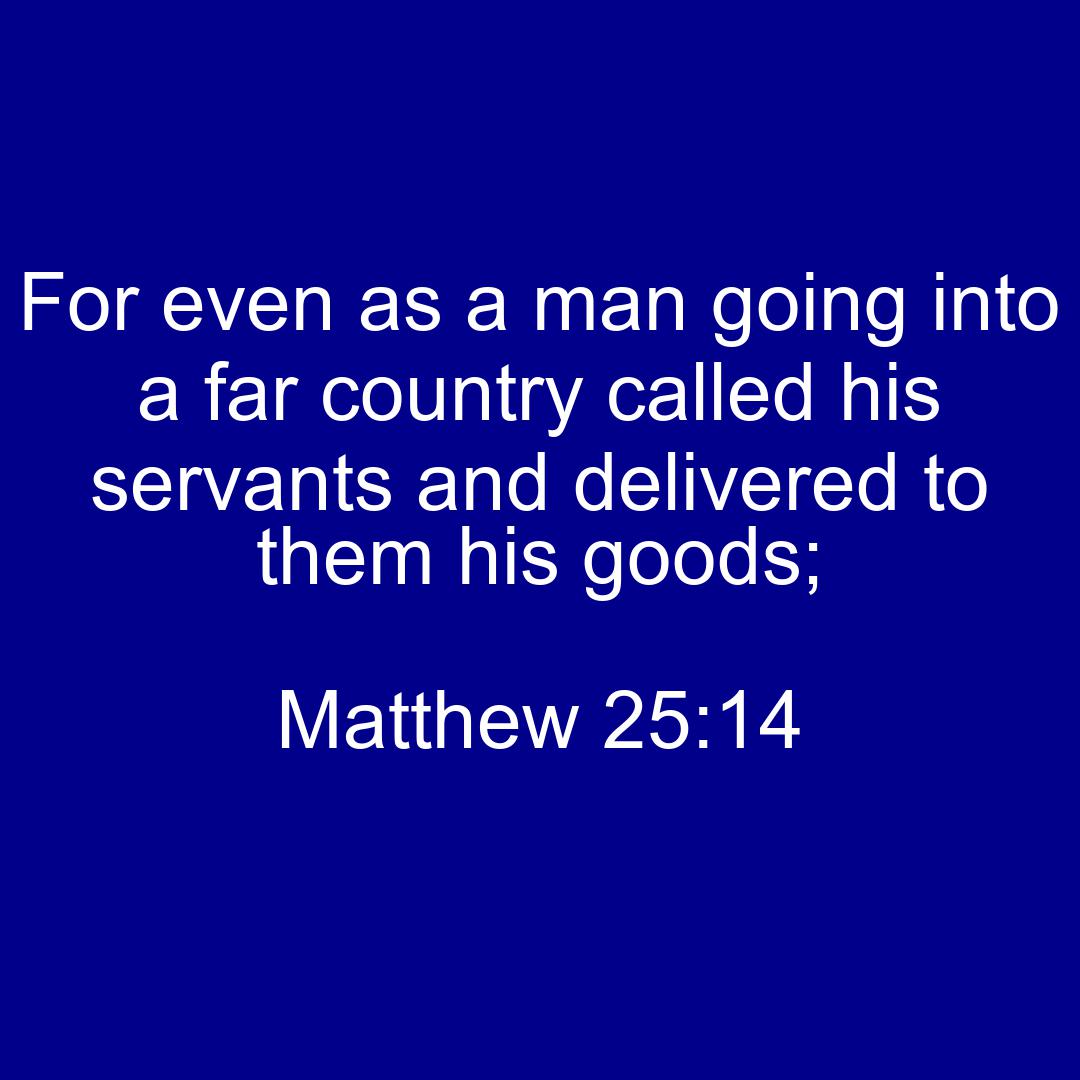 For even as a man going into
a far country called his
servants and delivered to
them his goods;
Matthew 25:14